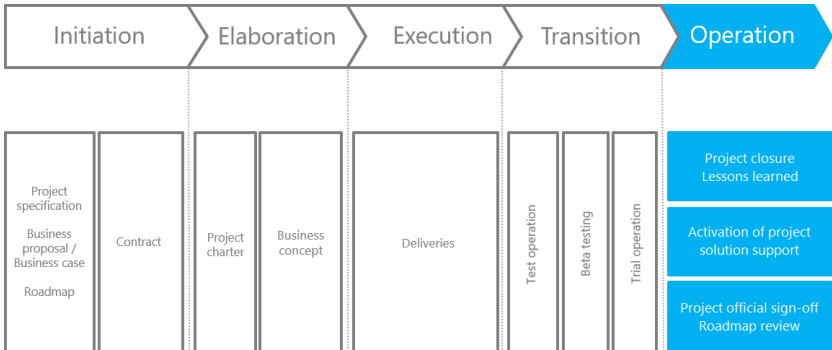 Initiation
Elaboration
Execution
Transition
Operation
Project
specification
Business
proposal /
Business case
Roadmap
Contract
Project
charter
Business
concept
Deliveries
Test operation
Beta testing
Trial operation
Project closure
Lessons learned
Activation of project
solution support
Project official sign-off
Roadmap review